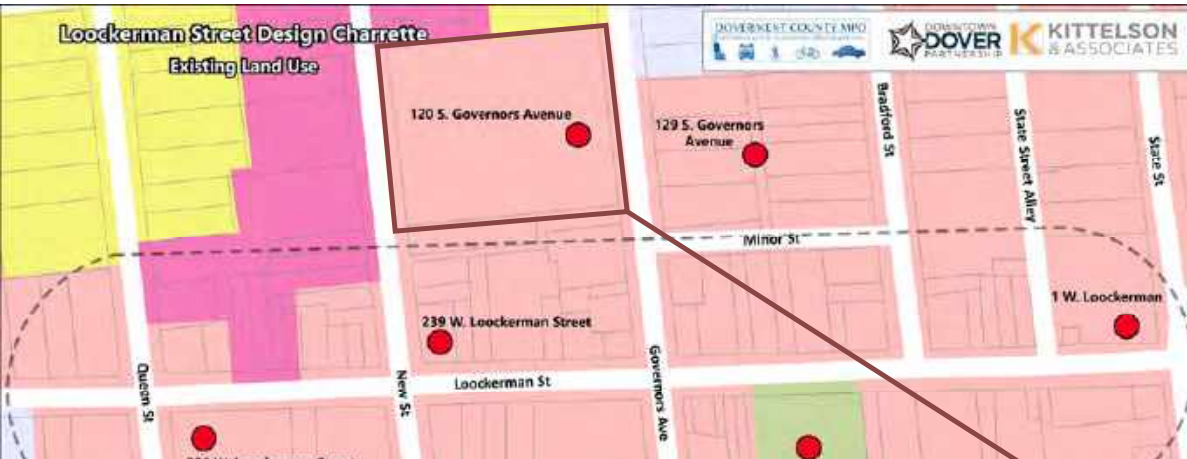 Loockerman Street Design Charrette
Existing Land Use
DOVER/KENT COUNTY MPO
DOWNTOWN
DOVER
PARTNERSHIP
KITTELSON
& ASSOCIATES
120 S. Governors Avenue
129 S. Governors
Avenue
Bradford St
State Street Alley
State St
Minor St
1 W. Loockerman
239 W. Loockerman Street
Queen St
New St
Loockerman St
Governors Ave